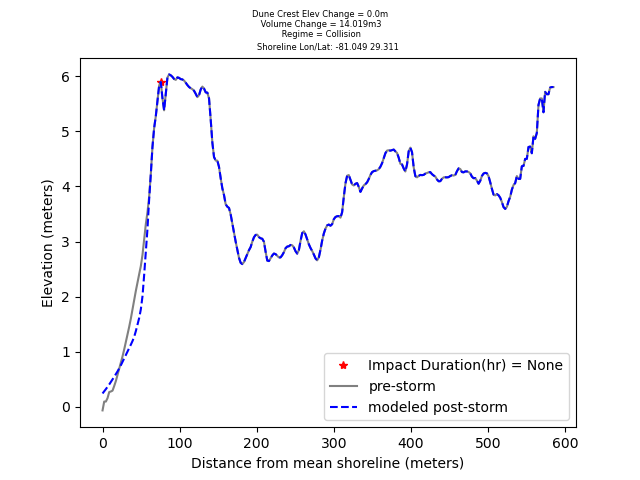 Dune Crest Elev Change = 0.0m
Volume Change = 14.019m3
Regime = Collision
Shoreline Lon/Lat: -81.049 29.311
6
5
4
3
2
1
0
Elevation (meters)
Impact Duration(hr) = None
pre-storm
modeled post-storm
0 100 200 300 400 500 600
Distance from mean shoreline (meters)